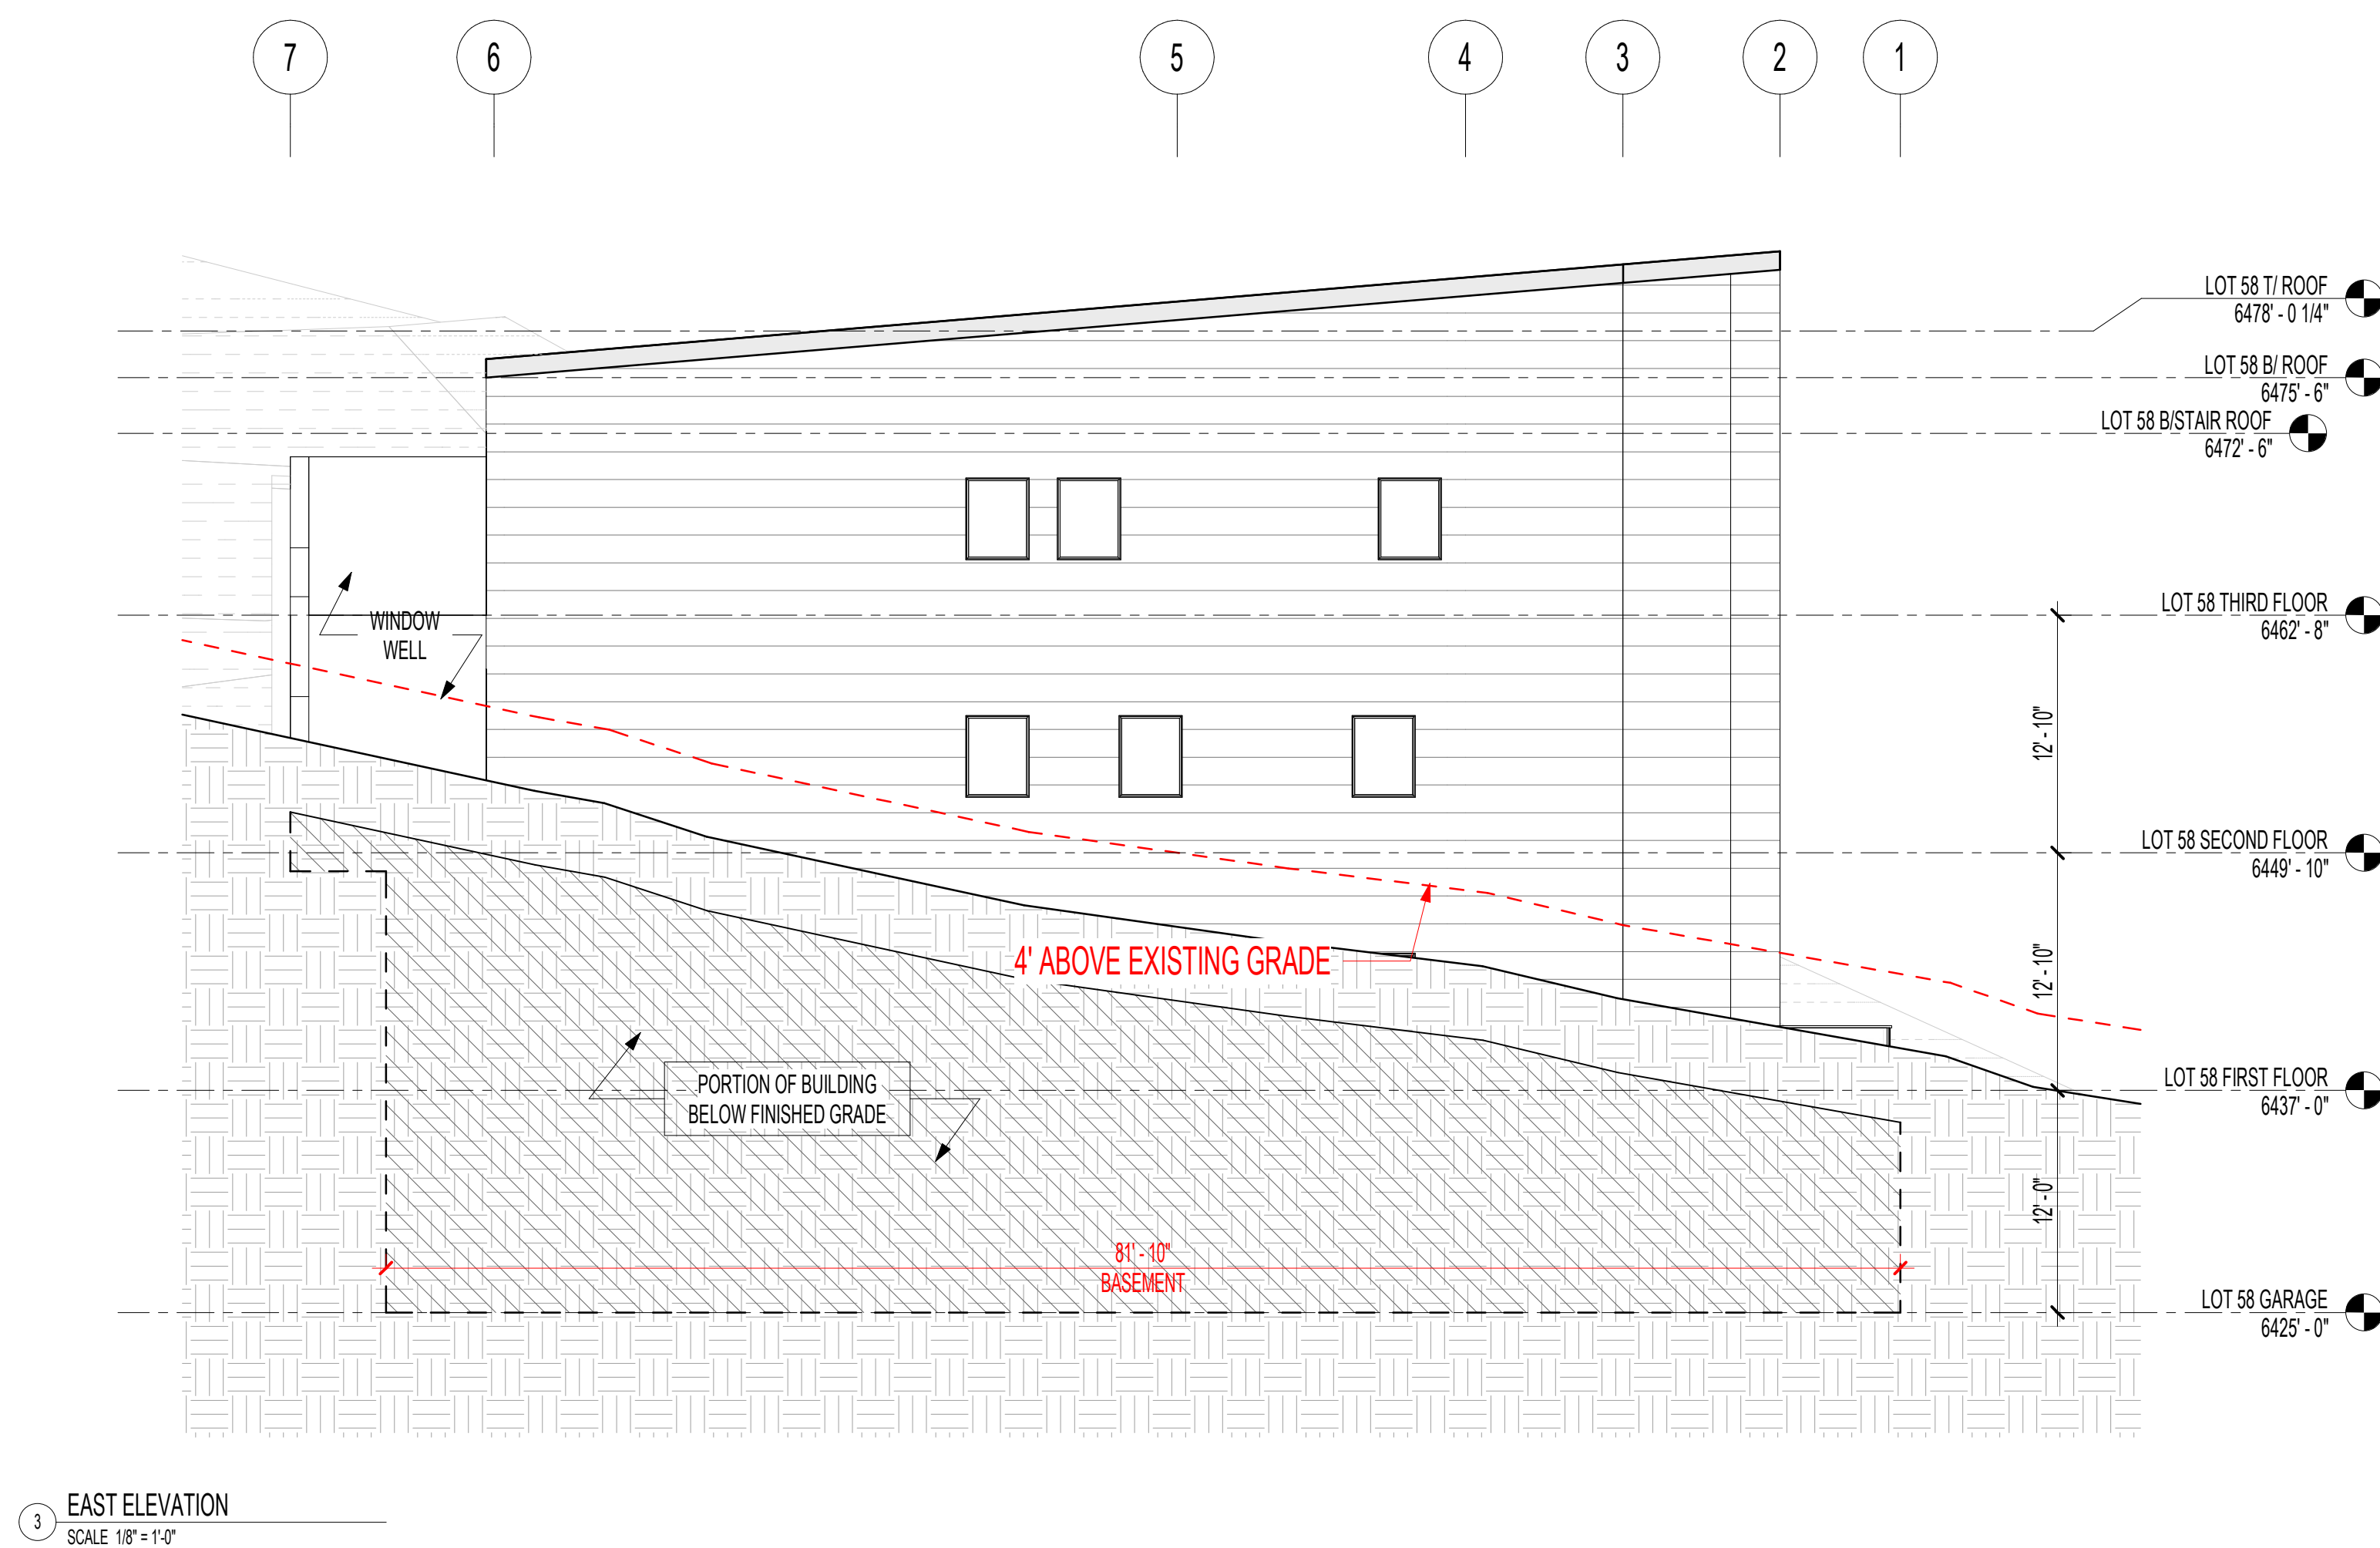 7 6 5 4 3 2 1
LOT 58 T/ ROOF
6478' - 0 1/4"
LOT 58 B/ ROOF
6475' - 6"
LOT 58 B/STAIR ROOF
6472' - 6"
WINDOW
WELL
LOT 58 THIRD FLOOR
6462' - 8"
12' - 10"
LOT 58 SECOND FLOOR
6449' - 10"
4' ABOVE EXISTING GRADE
12' - 10"
PORTION OF BUILDING
BELOW FINISHED GRADE
LOT 58 FIRST FLOOR
6437' - 0"
12' - 0"
81' - 10"
BASEMENT
LOT 58 GARAGE
6425' - 0"
3 EAST ELEVATION
SCALE 1/8" = 1'-0"